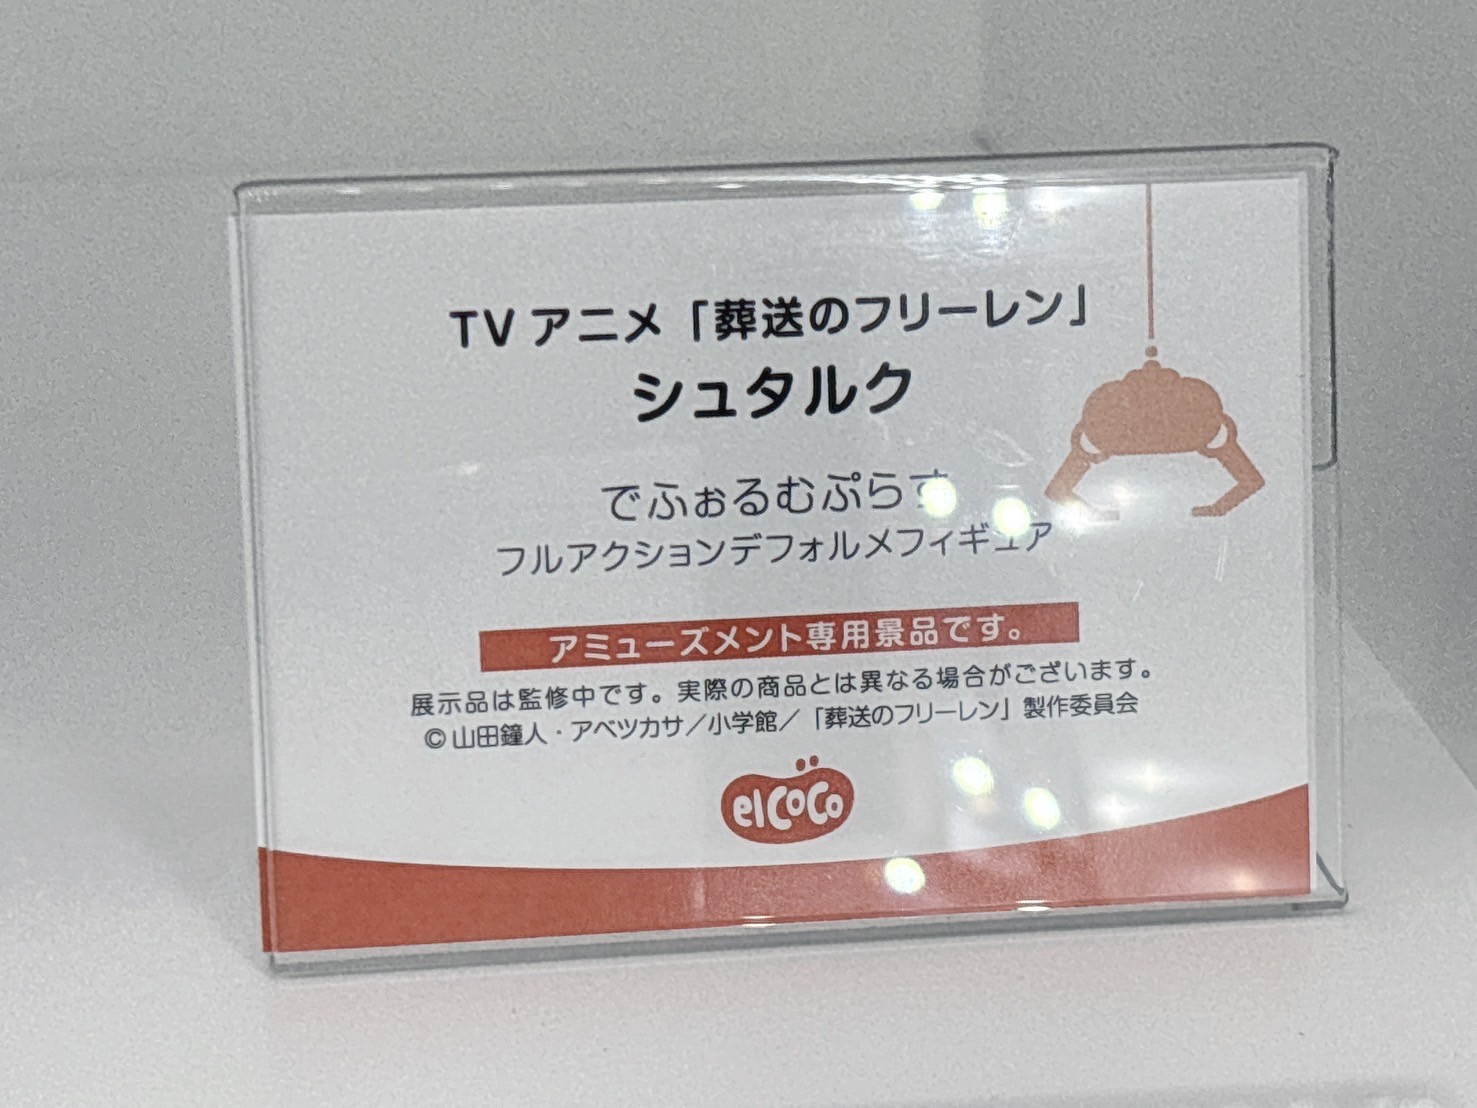 TVアニメ「葬送のフリーレン」
シュタルク
でふぉるむぷらす
フルアクションデフォルメフィギュア
アミューズメント専用景品です。
展示品は監修中です。実際の商品とは異なる場合がございます。
©山田鐘人・アベツカサ／小学館／「葬送のフリーレン」製作委員会
elCoCo